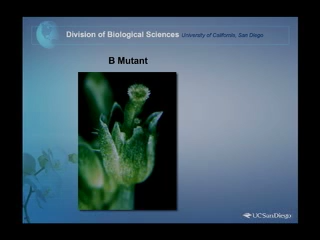 Division of Biological Sciences University of California, San Diego
B Mutant
UCSanDiego